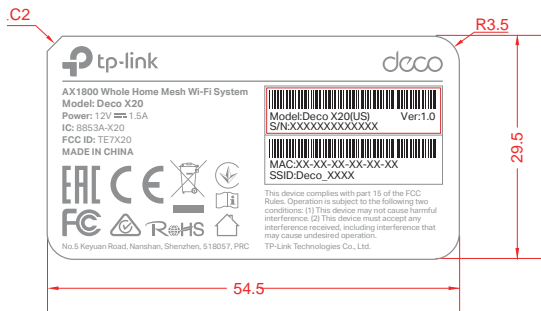 .C2
R3.5
tp-link
deco
AX1800 Whole Home Mesh Wi-Fi System
Model: Deco X20
Power: 12V ⎓ 1.5A
IC: 8853A-X20
FCC ID: TE7X20
MADE IN CHINA
Model:Deco X20(US) Ver:1.0
S/N:XXXXXXXXXXXXX
MAC:XX-XX-XX-XX-XX-XX
SSID:Deco_XXXX
EAC CE
FC RoHS
This device complies with part 15 of the FCC
Rules. Operation is subject to the following two
conditions: (1) This device may not cause harmful
interference. (2) This device must accept any
interference received, including interference that
may cause undesired operation.
No.5 Keyuan Road, Nanshan, Shenzhen, 518057, PRC
TP-Link Technologies Co., Ltd.
29.5
54.5